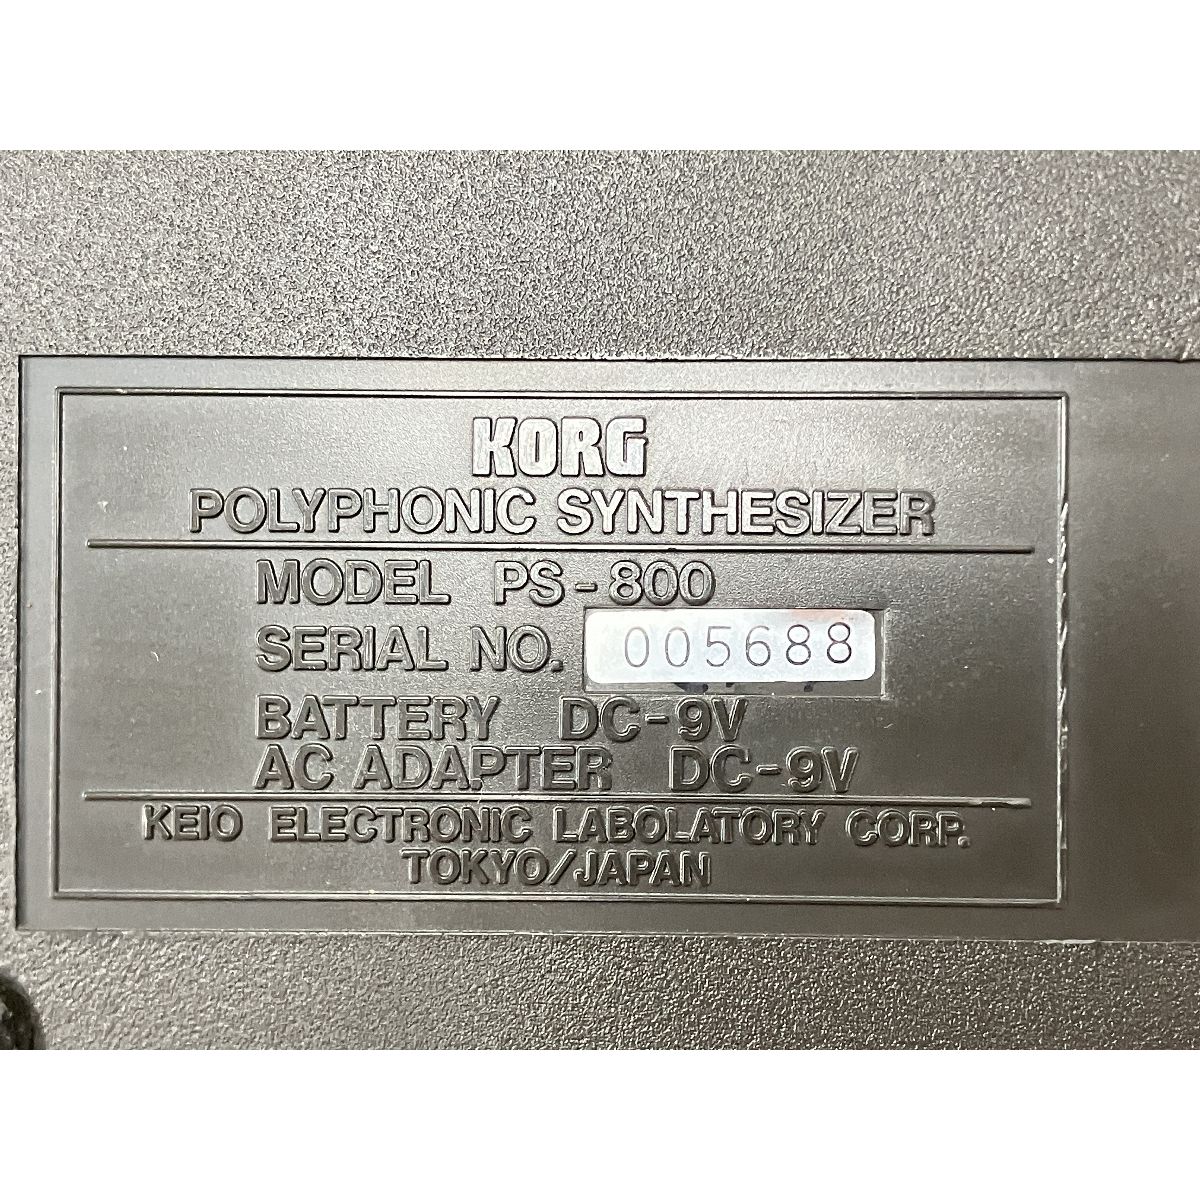 KORG
POLYPHONIC SYNTHESIZER
MODEL PS-800
SERIAL NO. 005688
BATTERY DC-9V
AC ADAPTER DC-9V
KEIO ELECTRONIC LABOLATORY CORP.
TOKYO/JAPAN